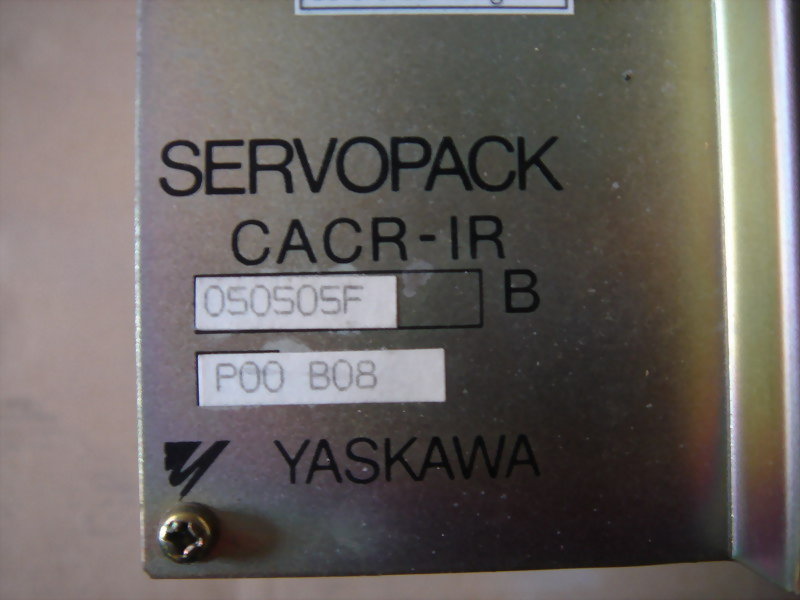 SERVOPACK
CACR-IR
050505F B
P00 B08
YASKAWA